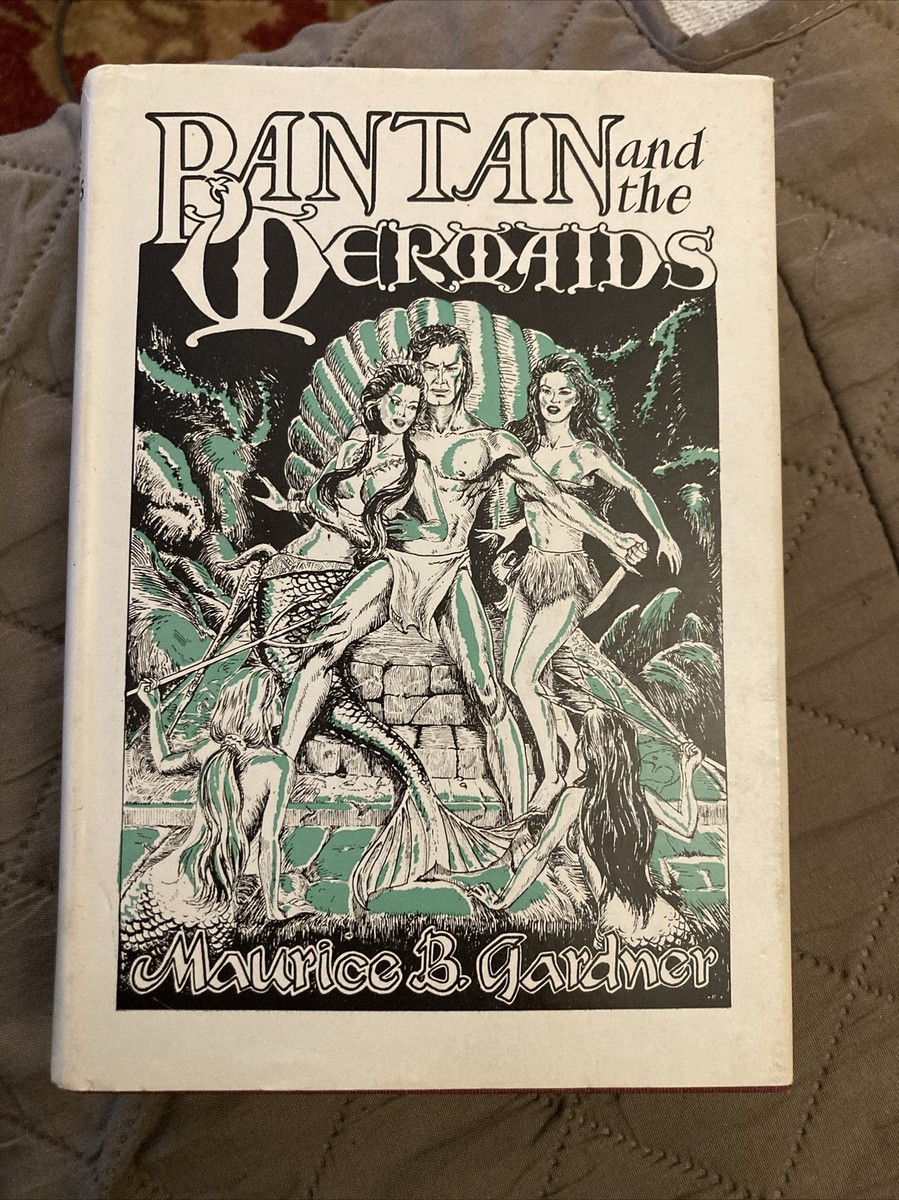 BANTAN and
the
MERMAIDS
Maurice B. Gardner